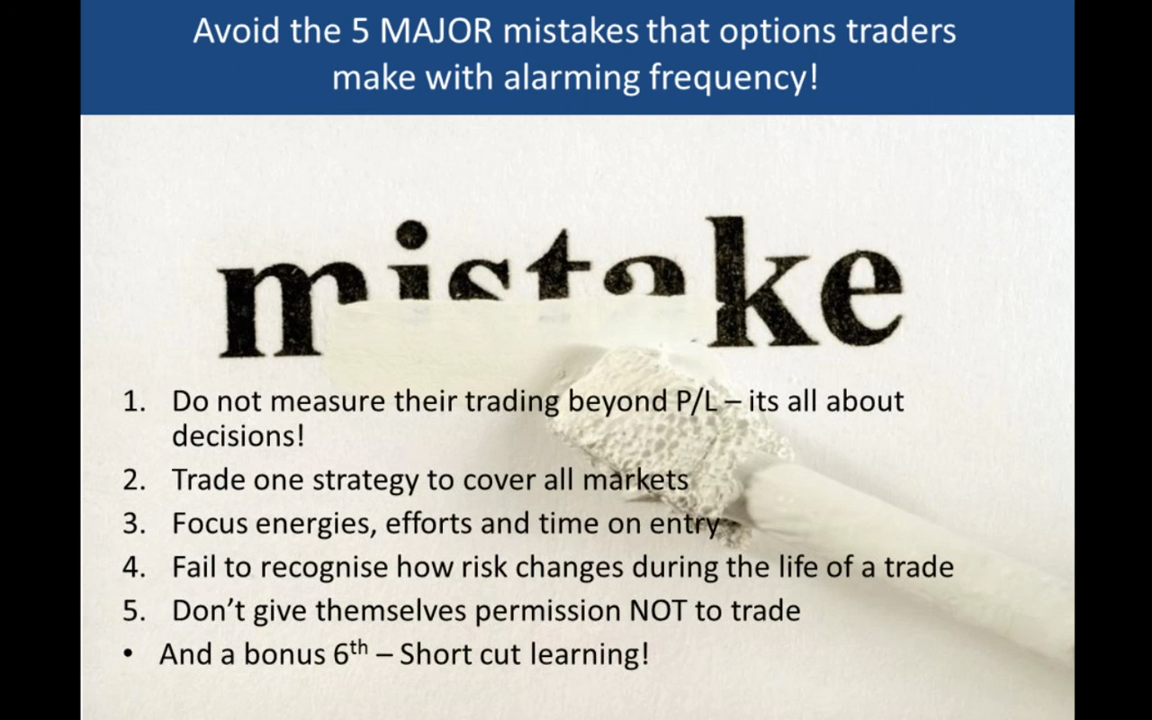 Avoid the 5 MAJOR mistakes that options traders
make with alarming frequency!
mistake
1. Do not measure their trading beyond P/L – its all about
decisions!
2. Trade one strategy to cover all markets
3. Focus energies, efforts and time on entry
4. Fail to recognise how risk changes during the life of a trade
5. Don't give themselves permission NOT to trade
• And a bonus 6th – Short cut learning!